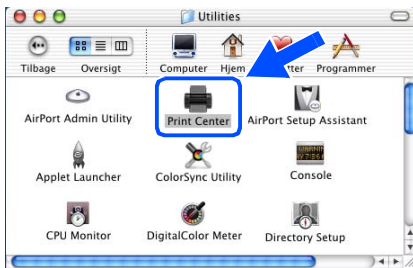 Utilities
Tilbage Oversigt Computer Hjem Programmer
AirPort Admin Utility Print Center AirPort Setup Assistant
Applet Launcher ColorSync Utility Console
CPU Monitor DigitalColor Meter Directory Setup